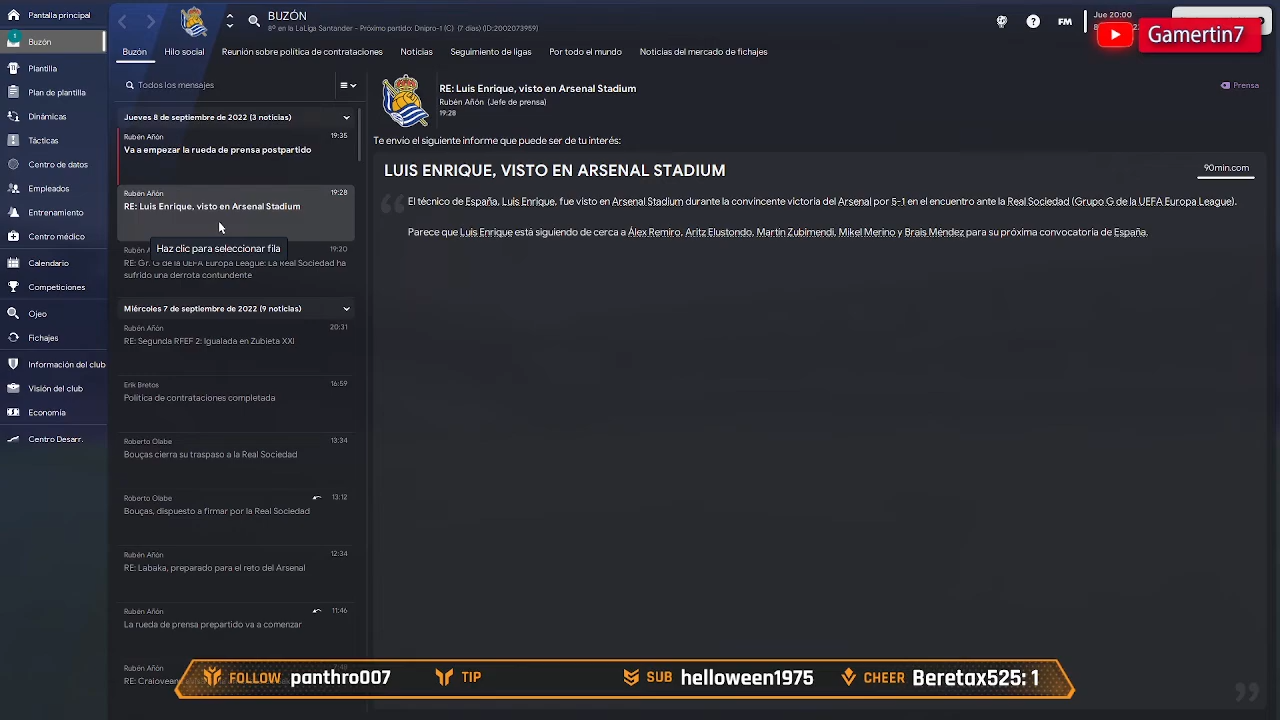 Pantalla principal
1
Buzón
Plantilla
Plan de plantilla
Dinámicas
Tácticas
Centro de datos
Empleados
Entrenamiento
Centro médico
Calendario
Competiciones
Ojeo
Fichajes
Información del club
Visión del club
Economía
Centro Desarr.
BUZÓN
8º en la LaLiga Santander - Próximo partido: Dnipro-1 (C) (7 días) (ID:2002073959)
FM
Jue 20:00
Gamertin7
Buzón
Hilo social
Reunión sobre política de contrataciones
Noticias
Seguimiento de ligas
Por todo el mundo
Noticias del mercado de fichajes
Todos los mensajes
Jueves 8 de septiembre de 2022 (3 noticias)
Rubén Añón 19:35
Va a empezar la rueda de prensa postpartido
Rubén Añón 19:28
RE: Luis Enrique, visto en Arsenal Stadium
Haz clic para seleccionar fila
19:20
RE: Gr. G de la UEFA Europa League: La Real Sociedad ha
sufrido una derrota contundente
Miércoles 7 de septiembre de 2022 (9 noticias)
Rubén Añón 20:31
RE: Segunda RFEF 2: Igualada en Zubieta XXI
Erik Bretos 16:59
Política de contrataciones completada
Roberto Olabe 13:34
Bouças cierra su traspaso a la Real Sociedad
Roberto Olabe 13:12
Bouças, dispuesto a firmar por la Real Sociedad
Rubén Añón 12:34
RE: Labaka, preparado para el reto del Arsenal
Rubén Añón 11:46
La rueda de prensa prepartido va a comenzar
Rubén Añón
RE: Craiovean
RE: Luis Enrique, visto en Arsenal Stadium
Rubén Añón (Jefe de prensa)
19:28
Prensa
Te envío el siguiente informe que puede ser de tu interés:
LUIS ENRIQUE, VISTO EN ARSENAL STADIUM
90min.com
El técnico de España, Luis Enrique, fue visto en Arsenal Stadium durante la convincente victoria del Arsenal por 5-1 en el encuentro ante la Real Sociedad (Grupo G de la UEFA Europa League).
Parece que Luis Enrique está siguiendo de cerca a Álex Remiro, Aritz Elustondo, Martín Zubimendi, Mikel Merino y Brais Méndez para su próxima convocatoria de España.
FOLLOW panthro007
TIP
SUB helloween1975
CHEER Beretax525: 1